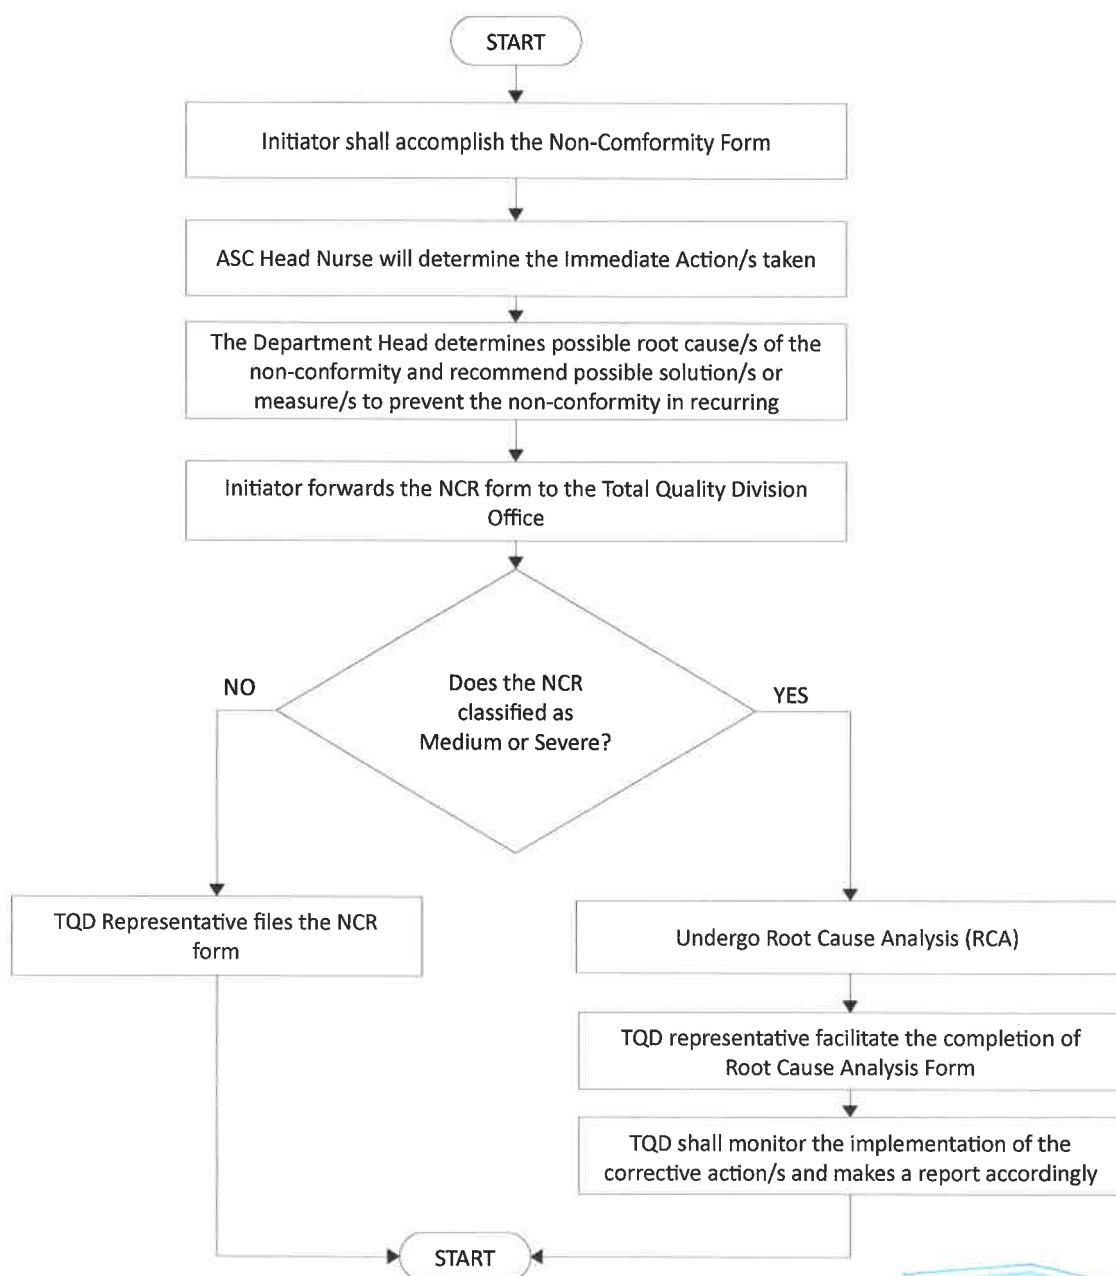 START
Initiator shall accomplish the Non-Comformity Form
ASC Head Nurse will determine the Immediate Action/s taken
The Department Head determines possible root cause/s of the
non-conformity and recommend possible solution/s or
measure/s to prevent the non-conformity in recurring
Initiator forwards the NCR form to the Total Quality Division
Office
Does the NCR
classified as
Medium or Severe?
NO
YES
TQD Representative files the NCR
form
Undergo Root Cause Analysis (RCA)
TQD representative facilitate the completion of
Root Cause Analysis Form
TQD shall monitor the implementation of the
corrective action/s and makes a report accordingly
START